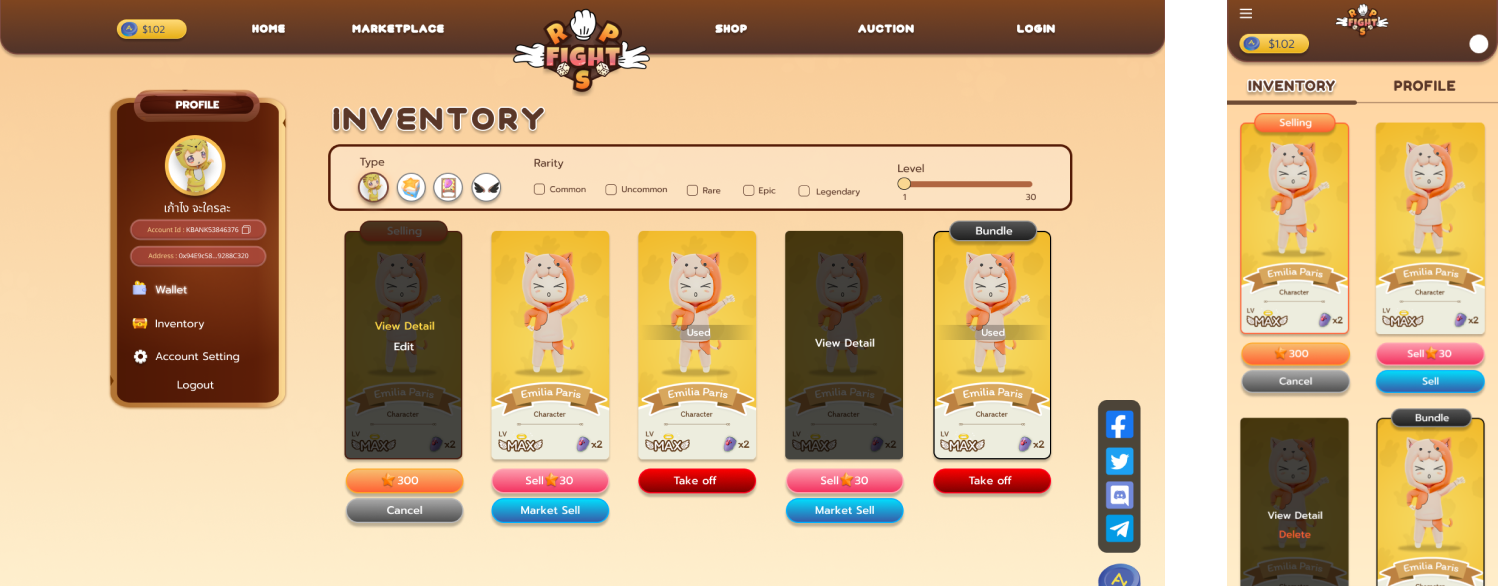 $1.02
HOME
MARKETPLACE
RPS
FIGHT
SHOP
AUCTION
LOGIN
PROFILE
เก้าไง จะใครละ
Account Id : KBANK53846376
Address : 0x94E9c58...9288C320
Wallet
Inventory
Account Setting
Logout
INVENTORY
Type
Rarity
Common
Uncommon
Rare
Epic
Legendary
Level
1
30
Selling
View Detail
Edit
Emilia Paris
Character
LV
MAX
x2
300
Cancel
Emilia Paris
Character
LV
MAX
x2
Sell 30
Market Sell
Used
Emilia Paris
Character
LV
MAX
x2
Take off
View Detail
Emilia Paris
Character
LV
MAX
x2
Sell 30
Market Sell
Bundle
Used
Emilia Paris
Character
LV
MAX
x2
Take off
RPS
FIGHT
$1.02
INVENTORY
PROFILE
Selling
Emilia Paris
Character
LV
MAX
x2
300
Cancel
Emilia Paris
Character
LV
MAX
x2
Sell 30
Sell
View Detail
Delete
Emilia Paris
Bundle
Emilia Paris